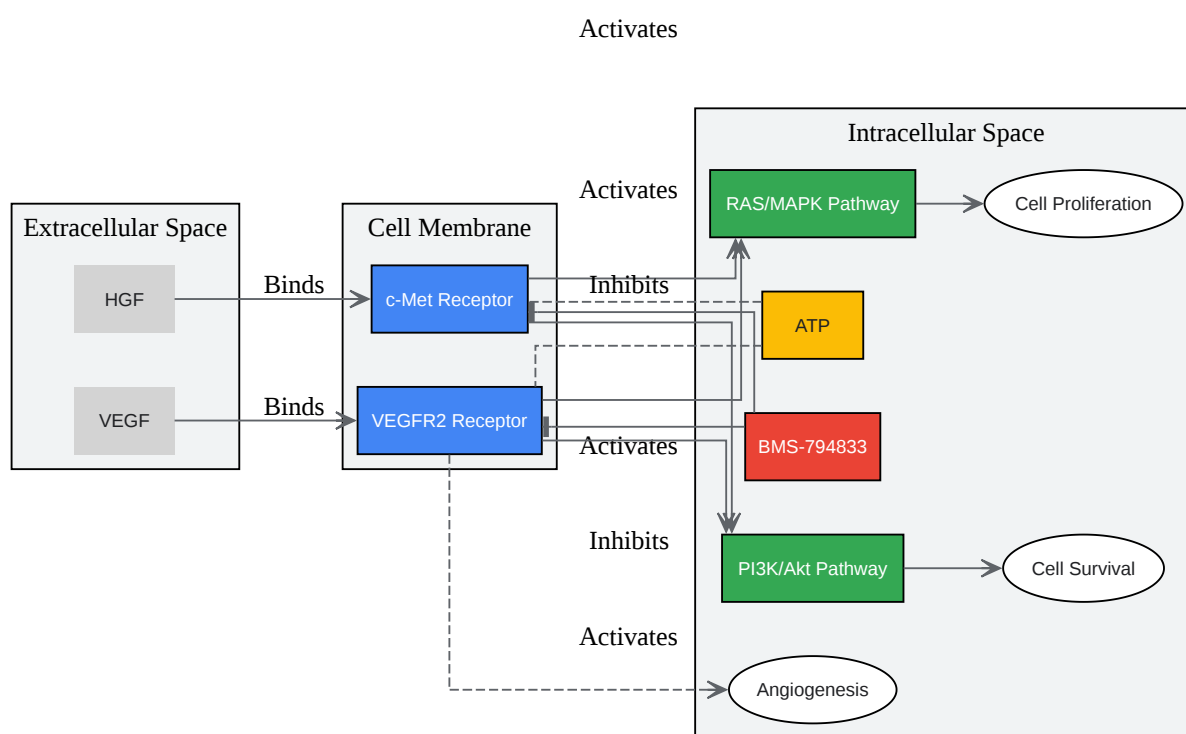 Activates
Intracellular Space
Activates
RAS/MAPK Pathway
Cell Proliferation
Extracellular Space
Cell Membrane
HGF
Binds
c-Met Receptor
Inhibits
ATP
VEGF
Binds
VEGFR2 Receptor
Activates
BMS-794833
Inhibits
PI3K/Akt Pathway
Cell Survival
Activates
Angiogenesis